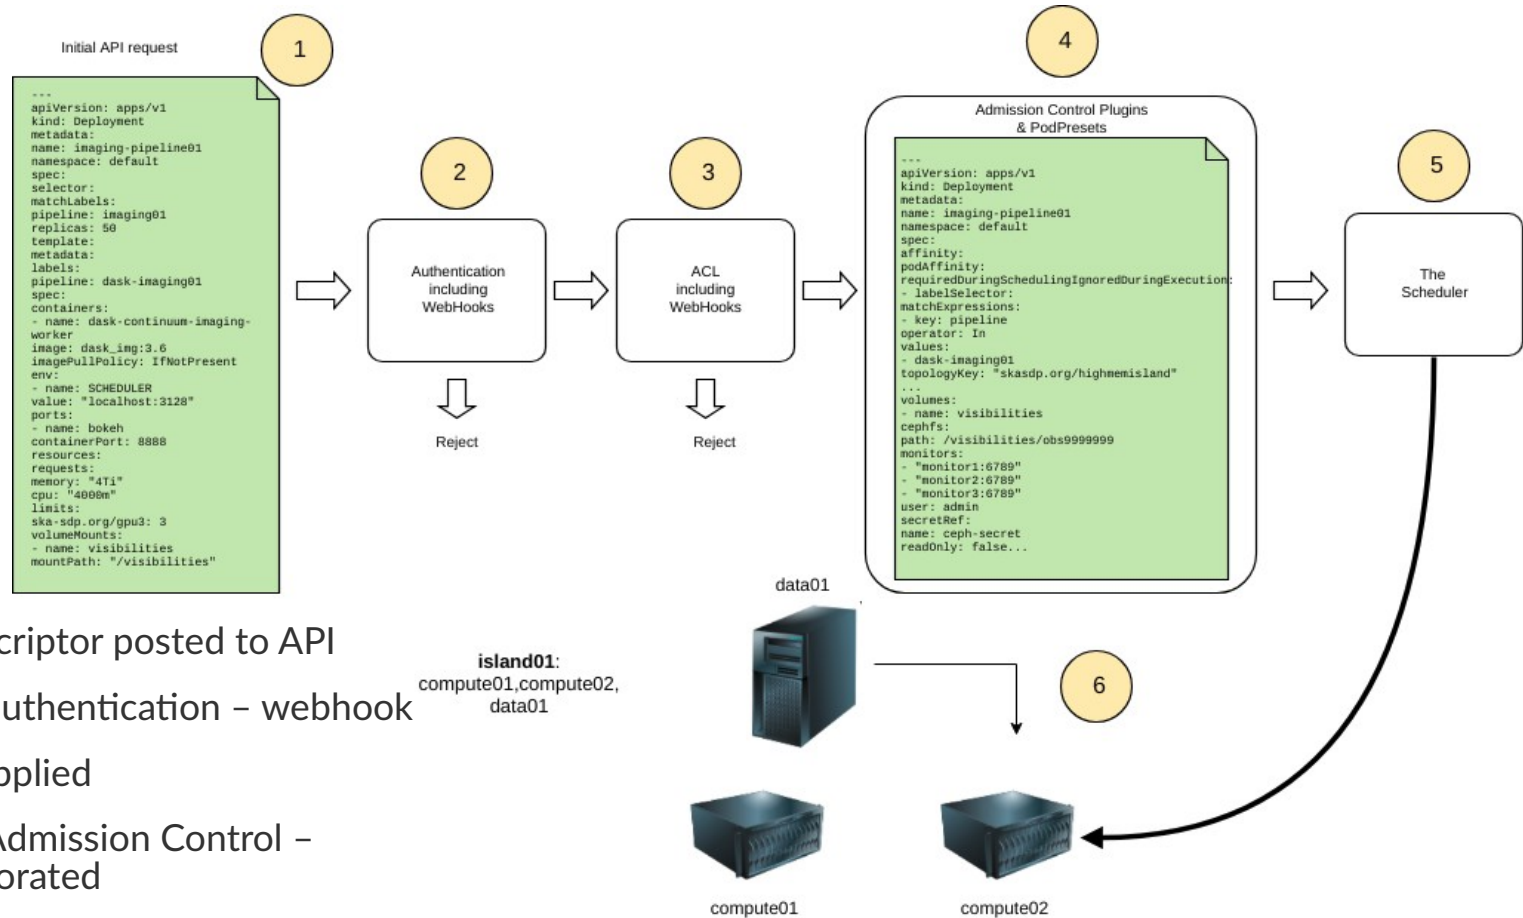 Initial API request
1
---
apiVersion: apps/v1
kind: Deployment
metadata:
name: imaging-pipeline01
namespace: default
spec:
selector:
matchLabels:
pipeline: imaging01
replicas: 50
template:
metadata:
labels:
pipeline: dask-imaging01
spec:
containers:
- name: dask-continuum-imaging-
worker
image: dask_img:3.6
imagePullPolicy: IfNotPresent
env:
- name: SCHEDULER
value: "localhost:3128"
ports:
- name: bokeh
containerPort: 8888
resources:
requests:
memory: "4Ti"
cpu: "4000m"
limits:
ska-sdp.org/gpu3: 3
volumeMounts:
- name: visibilities
mountPath: "/visibilities"
2
Authentication
including
WebHooks
Reject
3
ACL
including
WebHooks
Reject
4
Admission Control Plugins
& PodPresets
---
apiVersion: apps/v1
kind: Deployment
metadata:
name: imaging-pipeline01
namespace: default
spec:
affinity:
podAffinity:
requiredDuringSchedulingIgnoredDuringExecution:
- labelSelector:
matchExpressions:
- key: pipeline
operator: In
values:
- dask-imaging01
topologyKey: "skasdp.org/highmemisland"
...
volumes:
- name: visibilities
cephfs:
path: /visibilities/obs9999999
monitors:
- "monitor1:6789"
- "monitor2:6789"
- "monitor3:6789"
user: admin
secretRef:
name: ceph-secret
readOnly: false...
5
The
Scheduler
criptor posted to API
uthentication – webhook
pplied
Admission Control –
orated
island01:
compute01,compute02,
data01
data01
6
compute01
compute02